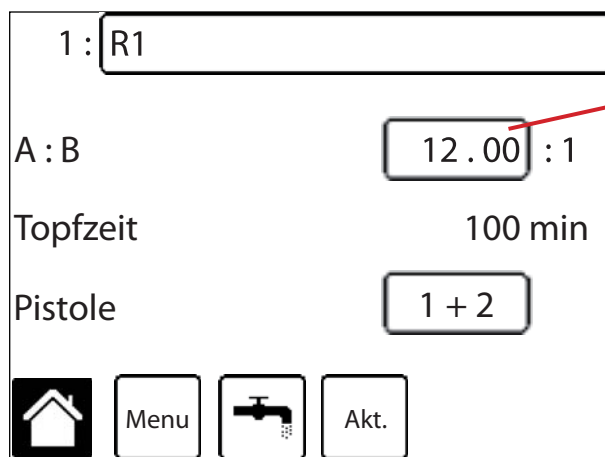 1 : R1
A : B 12 . 00 : 1
Topfzeit 100 min
Pistole 1 + 2
Menu Akt.